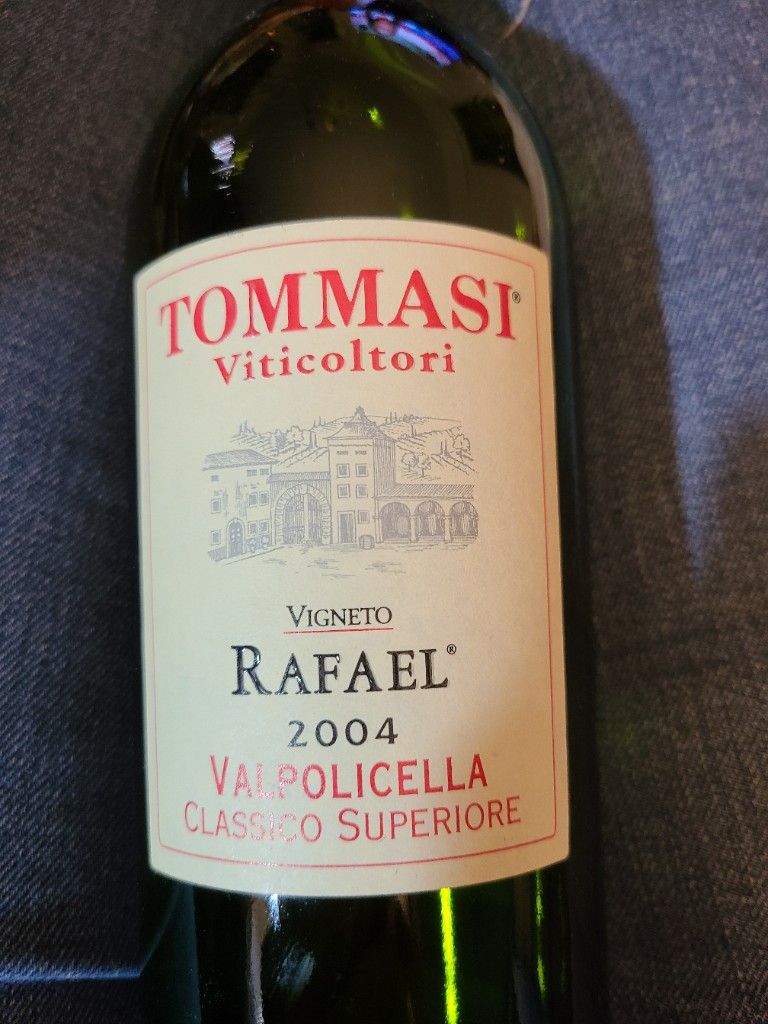 TOMMASI®
Viticoltori
VIGNETO
RAFAEL®
2004
VALPOLICELLA
CLASSICO SUPERIORE